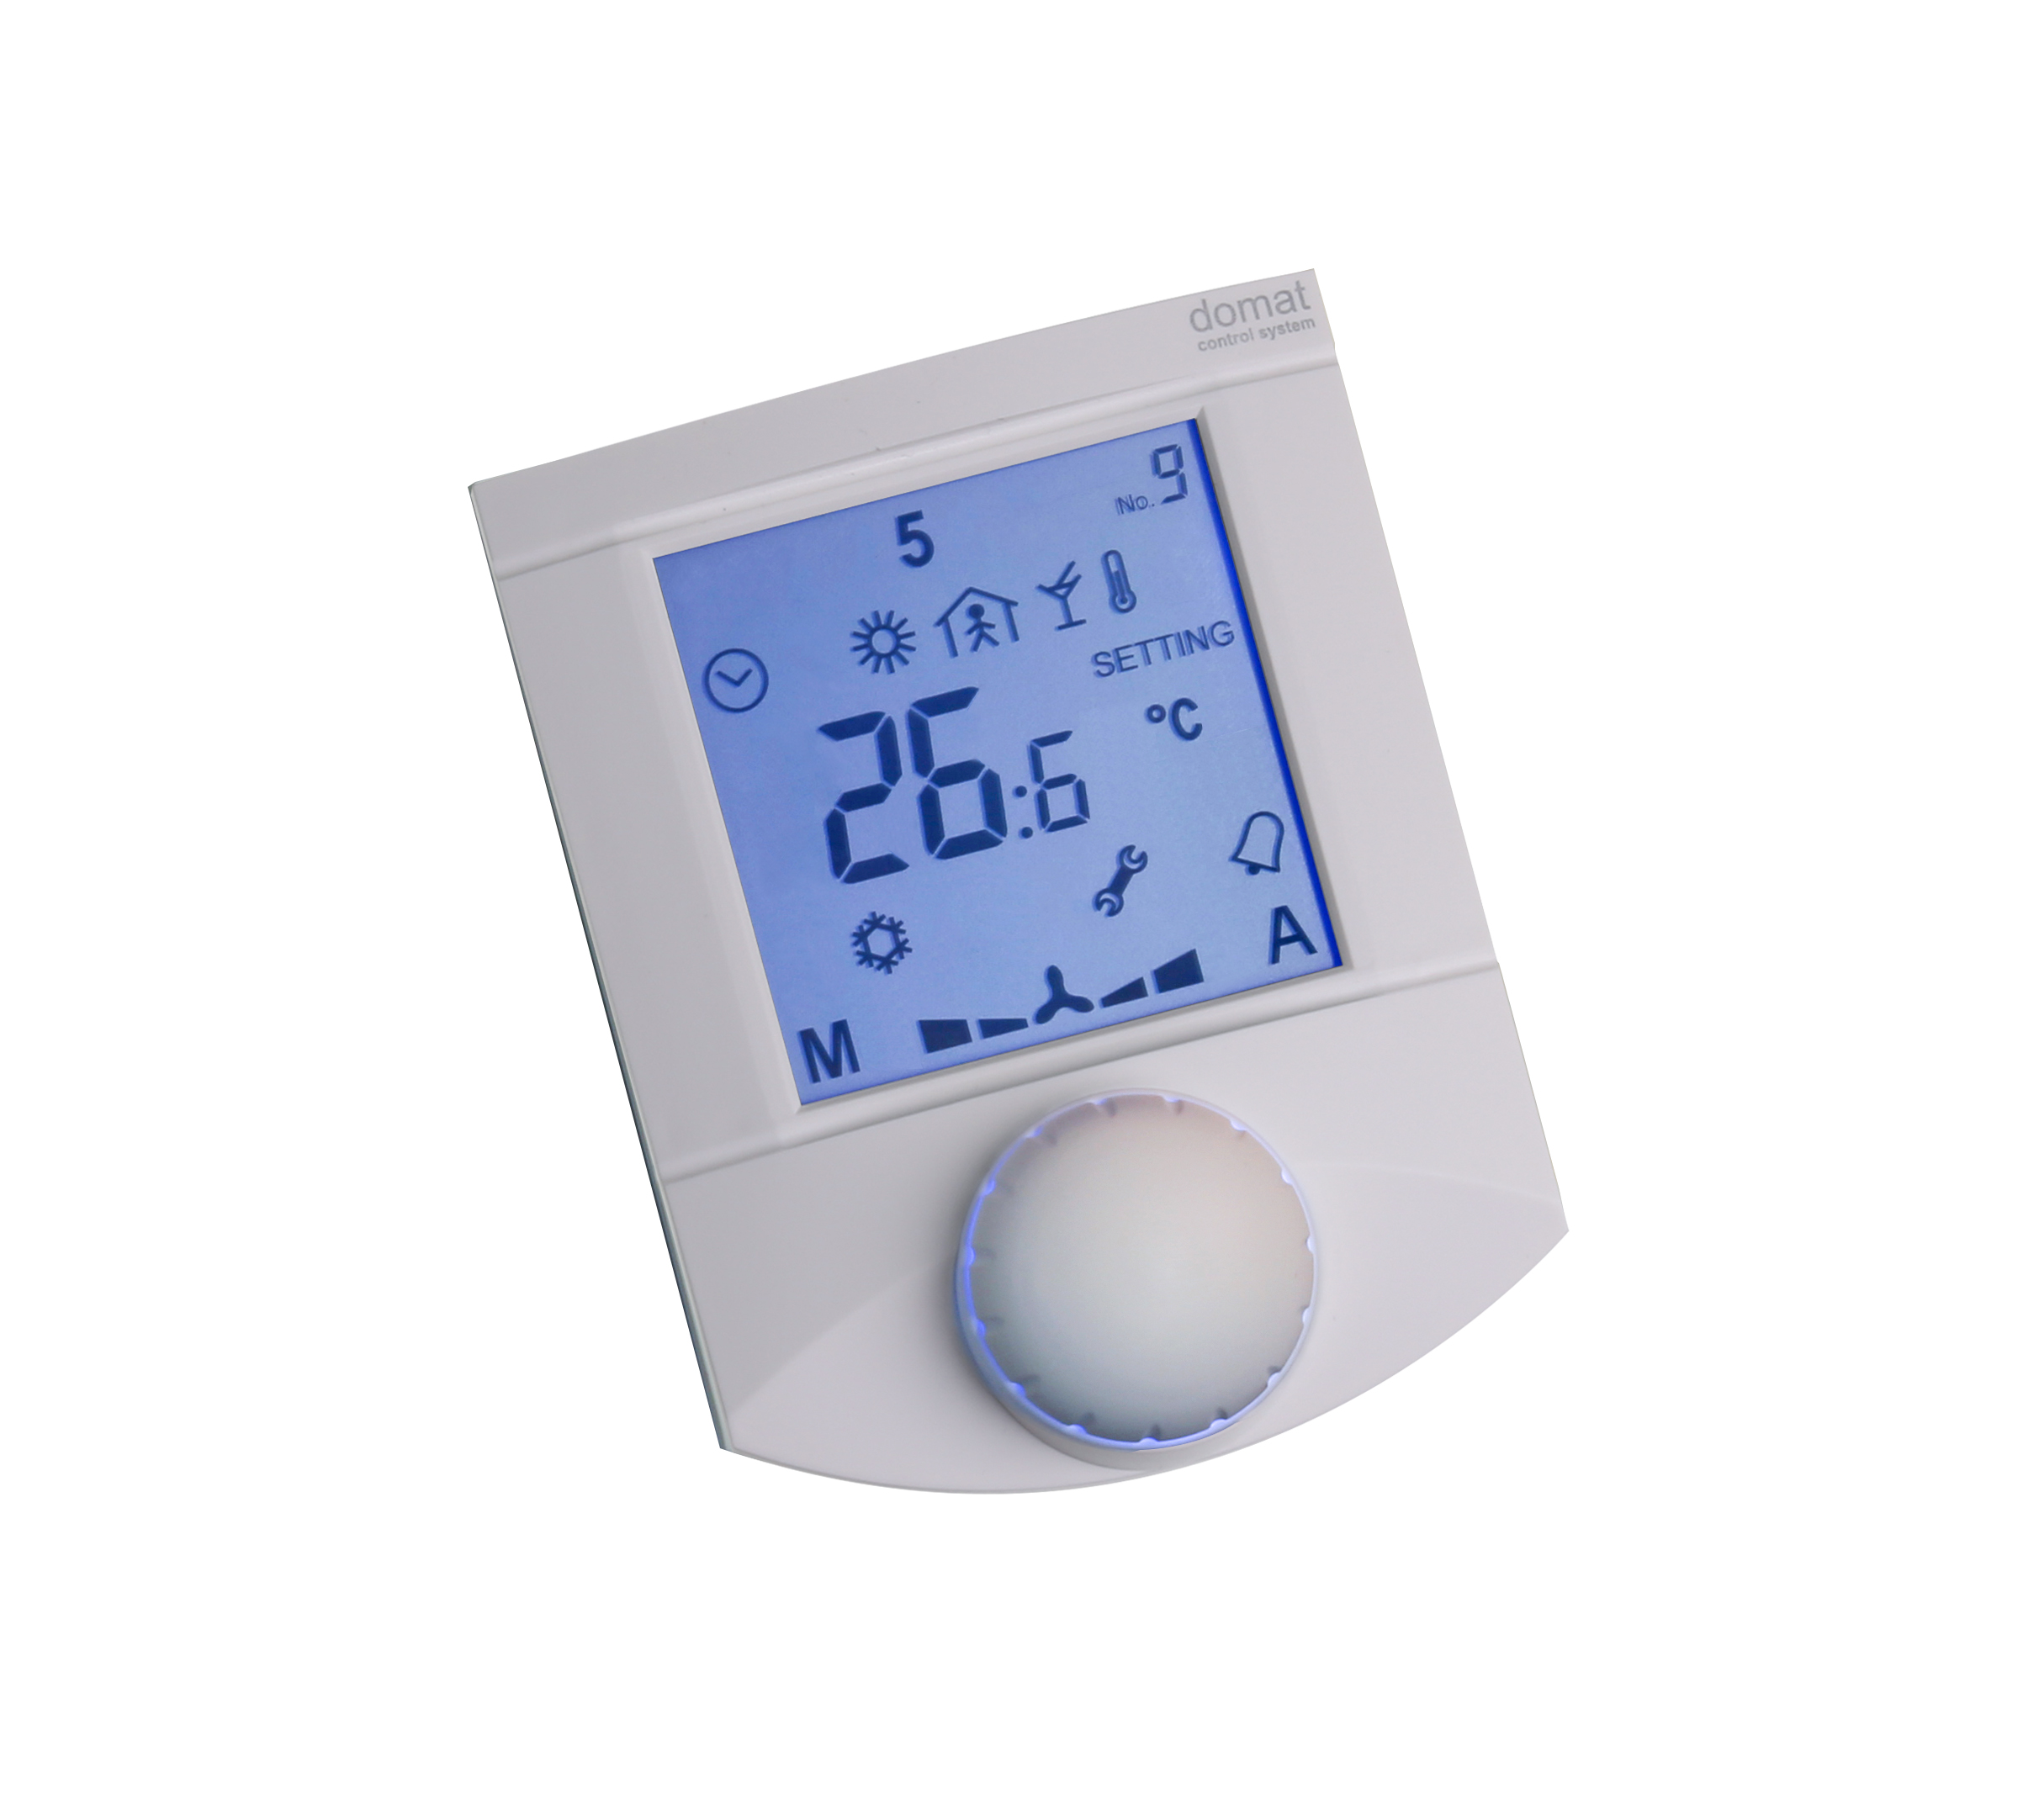 domat
control system
No. 9
5
SETTING
26:6 °C
A
M